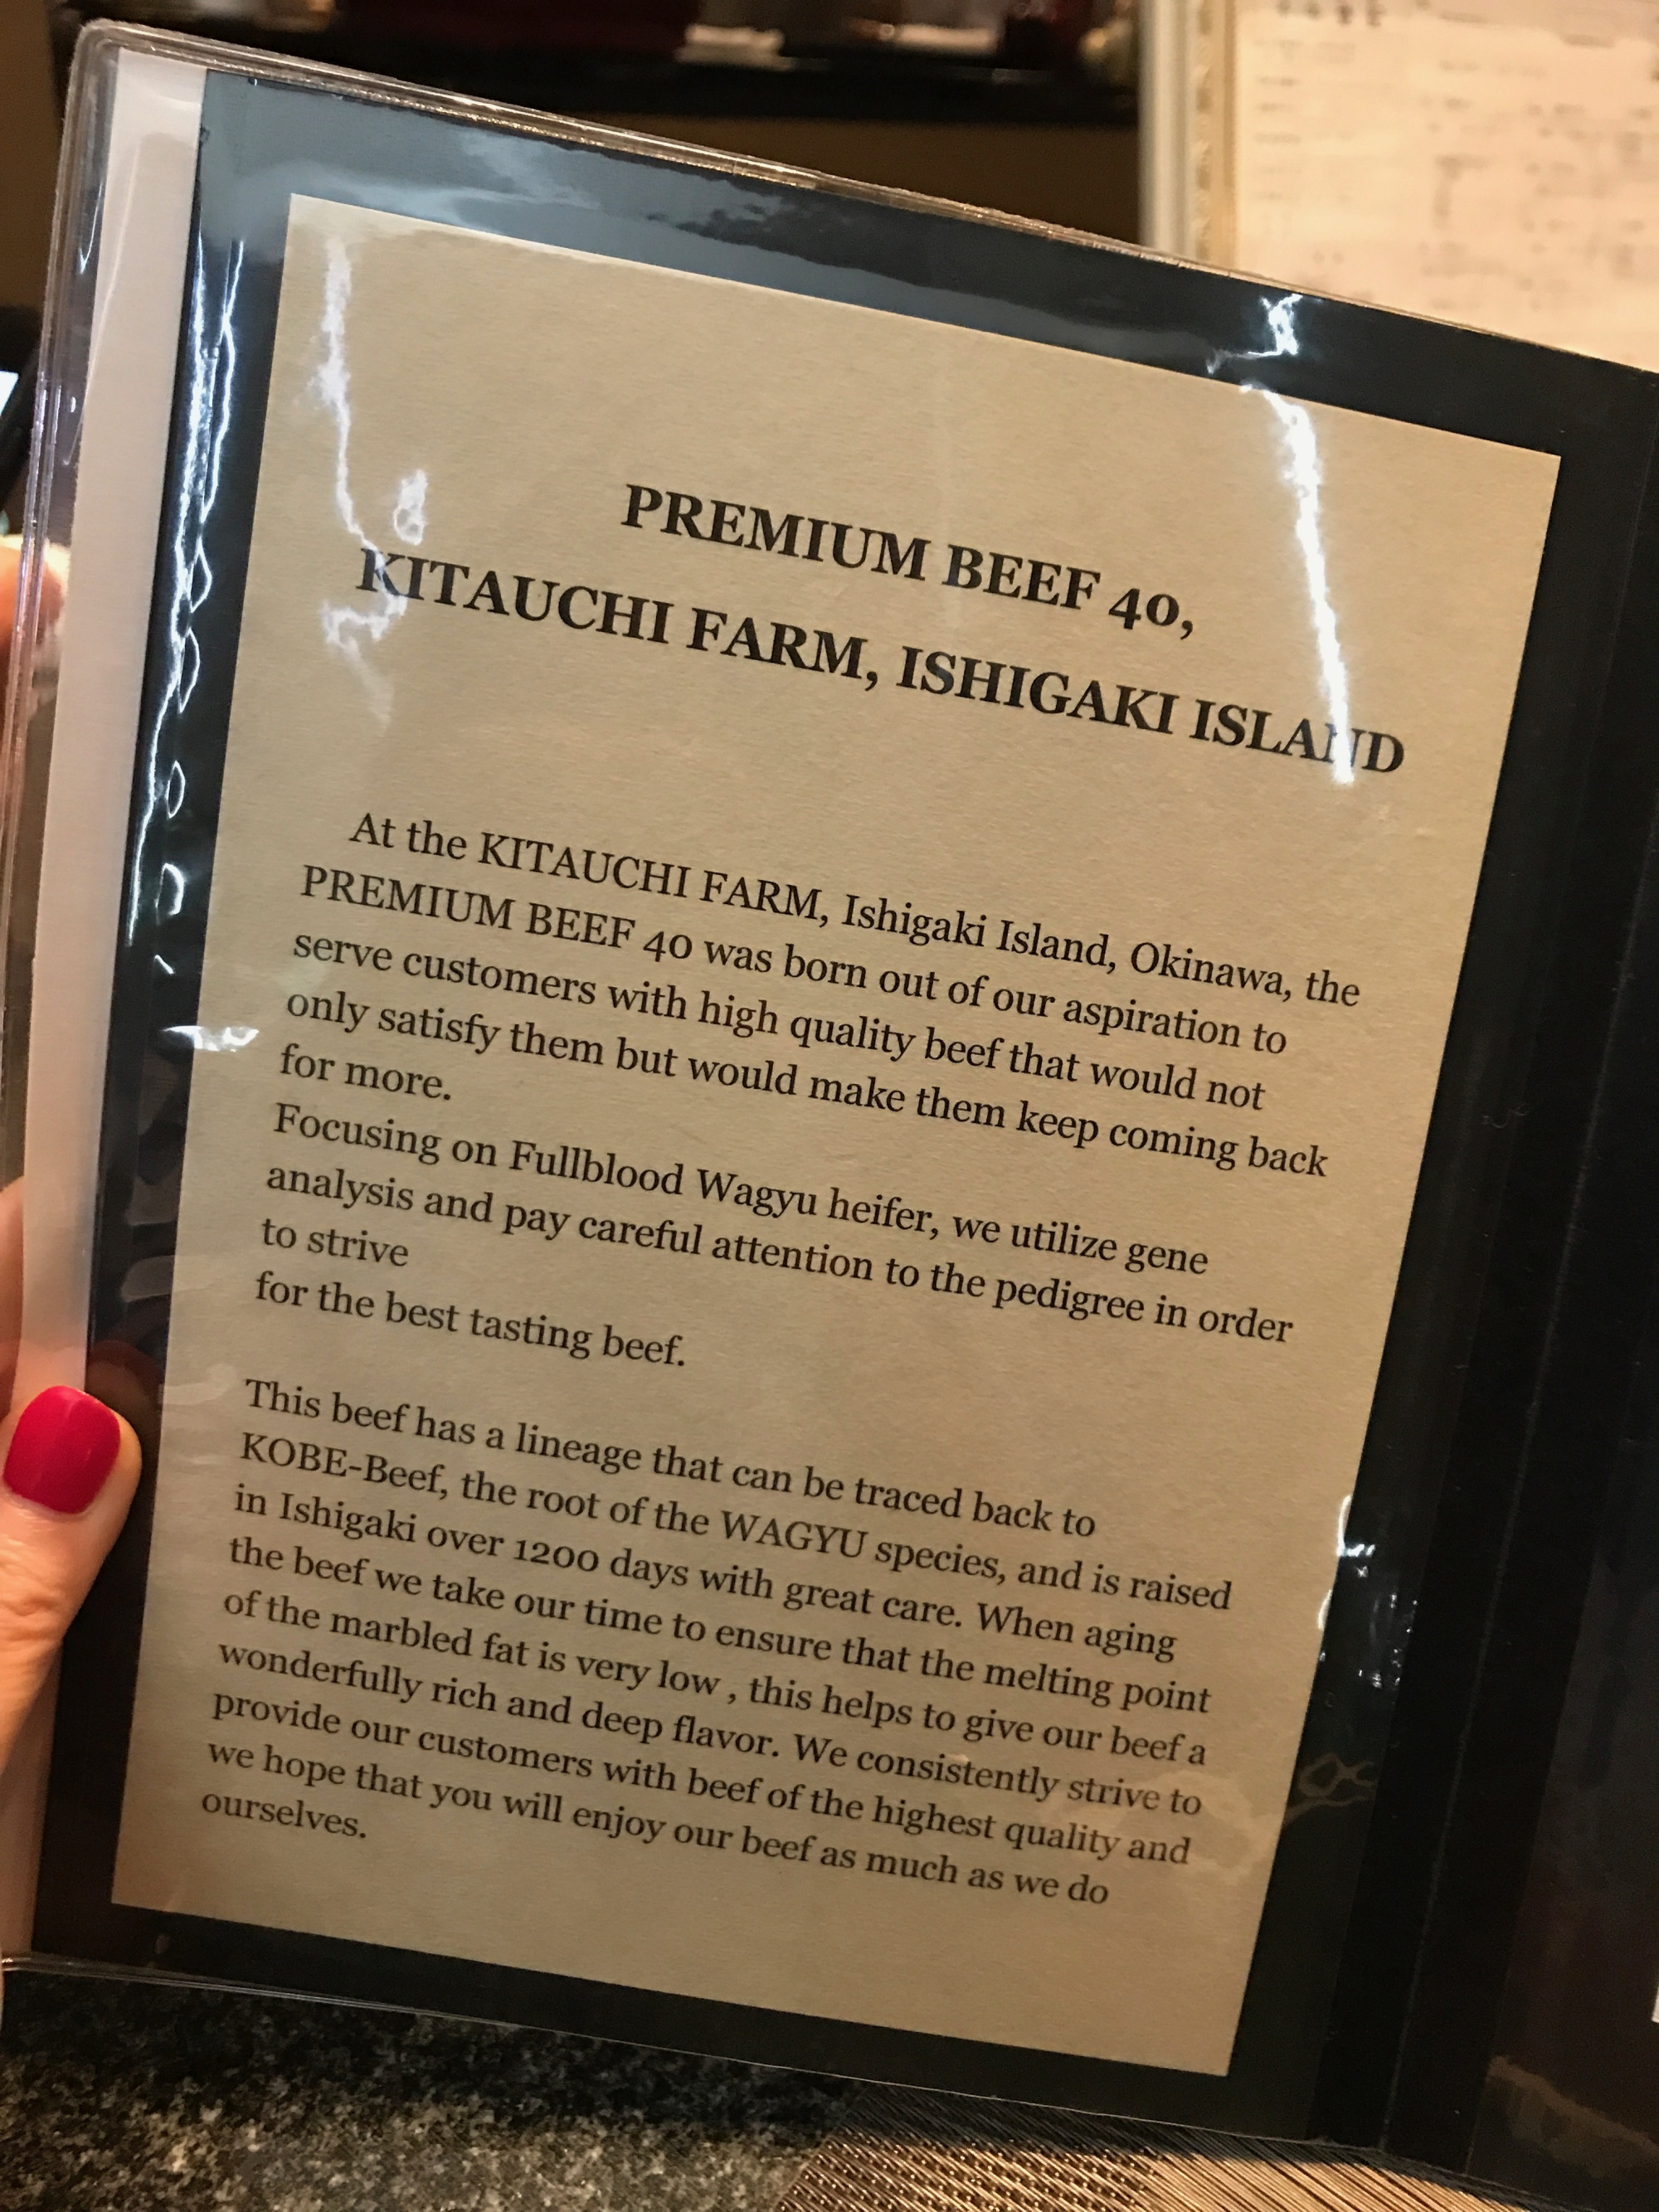 PREMIUM BEEF 40,
KITAUCHI FARM, ISHIGAKI ISLAND
At the KITAUCHI FARM, Ishigaki Island, Okinawa, the
PREMIUM BEEF 40 was born out of our aspiration to
serve customers with high quality beef that would not
only satisfy them but would make them keep coming back
for more.
Focusing on Fullblood Wagyu heifer, we utilize gene
analysis and pay careful attention to the pedigree in order
to strive
for the best tasting beef.
This beef has a lineage that can be traced back to
KOBE-Beef, the root of the WAGYU species, and is raised
in Ishigaki over 1200 days with great care. When aging
the beef we take our time to ensure that the melting point
of the marbled fat is very low , this helps to give our beef a
wonderfully rich and deep flavor. We consistently strive to
provide our customers with beef of the highest quality and
we hope that you will enjoy our beef as much as we do
ourselves.